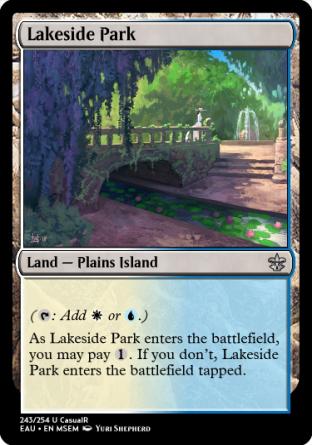 Lakeside Park
Land — Plains Island
(: Add or .)
As Lakeside Park enters the battlefield,
you may pay 1. If you don't, Lakeside
Park enters the battlefield tapped.
243/254 U CasualR
EAU • EN MSEM Yuri Shepherd